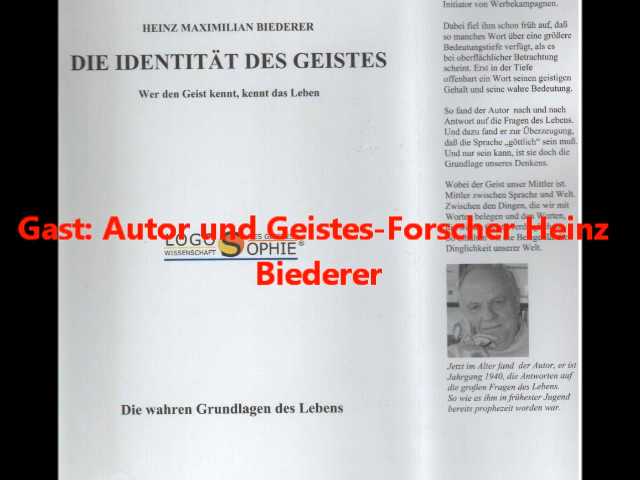 HEINZ MAXIMILIAN BIEDERER
DIE IDENTITÄT DES GEISTES
Wer den Geist kennt, kennt das Leben
LOGO S DES GEISTES
WISSENSCHAFT OPHIE®
Die wahren Grundlagen des Lebens
Initiator von Werbekampagnen.
Dabei fiel ihm schon früh auf, daß
so manches Wort über eine größere
Bedeutungstiefe verfügt, als es
bei oberflächlicher Betrachtung
scheint. Erst in der Tiefe
offenbart ein Wort seinen geistigen
Gehalt und seine wahre Bedeutung.
So fand der Autor nach und nach
Antwort auf die Fragen des Lebens.
Und dazu fand er zur Überzeugung,
daß die Sprache „göttlich" sein muß.
Und nur sein kann, ist sie doch die
Grundlage unseres Denkens.
Wobei der Geist unser Mittler ist.
Mittler zwischen Sprache und Welt.
Zwischen den Dingen, die wir mit
Worten belegen und den Worten,
Dinglichkeit unserer Welt.
Jetzt im Alter fand der Autor, er ist
Jahrgang 1940, die Antworten auf
die großen Fragen des Lebens.
So wie es ihm in frühester Jugend
bereits prophezeit worden war.
Gast: Autor und Geistes-Forscher Heinz
Biederer